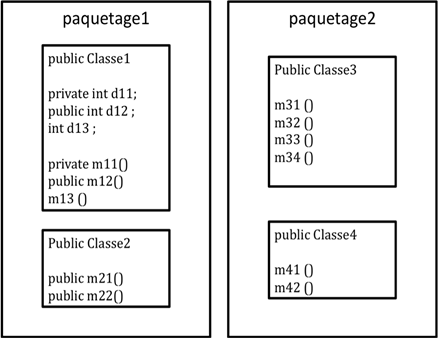 paquetage1
public Classe1
private int d11;
public int d12 ;
int d13 ;
private m11()
public m12()
m13 ()
Public Classe2
public m21()
public m22()
paquetage2
Public Classe3
m31 ()
m32 ()
m33 ()
m34 ()
public Classe4
m41 ()
m42 ()